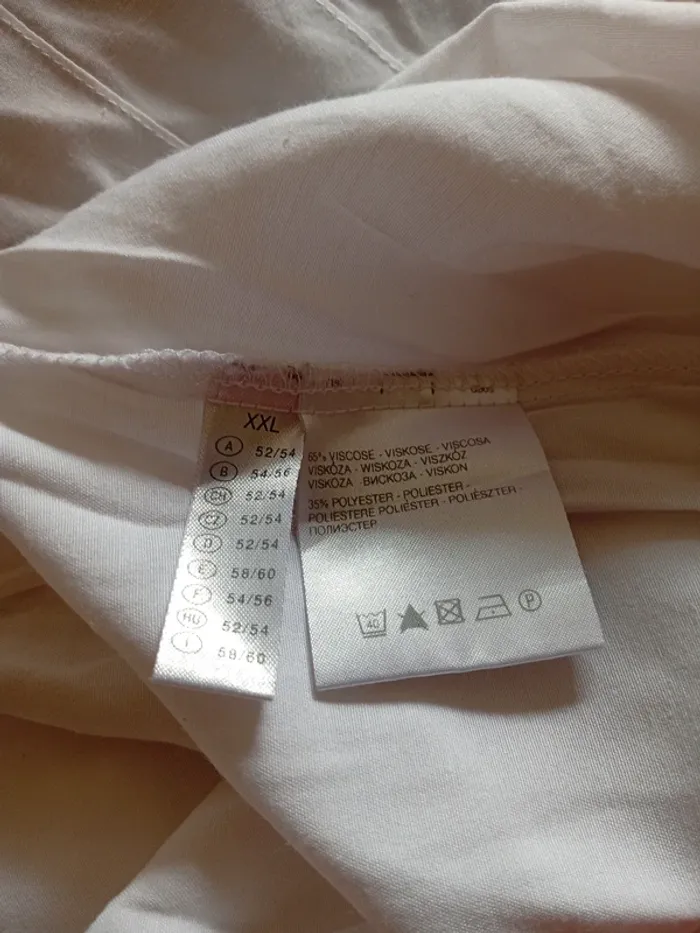 XXL
A 52/54
B 54/56
CH 52/54
CZ 52/54
D 52/54
E 58/60
F 54/56
HU 52/54
I 58/60
65% VISCOSE - VISKOSE - VISCOSA
VISKÓZA - WISKOZA - VISZKÓZ
VISKÓZA - ВИСКОЗА - VISKON
35% POLYESTER - POLIESTER -
POLIESTERE POLIÉSTER - POLIÉSZTER -
ПОЛИЭСТЕР
40
P